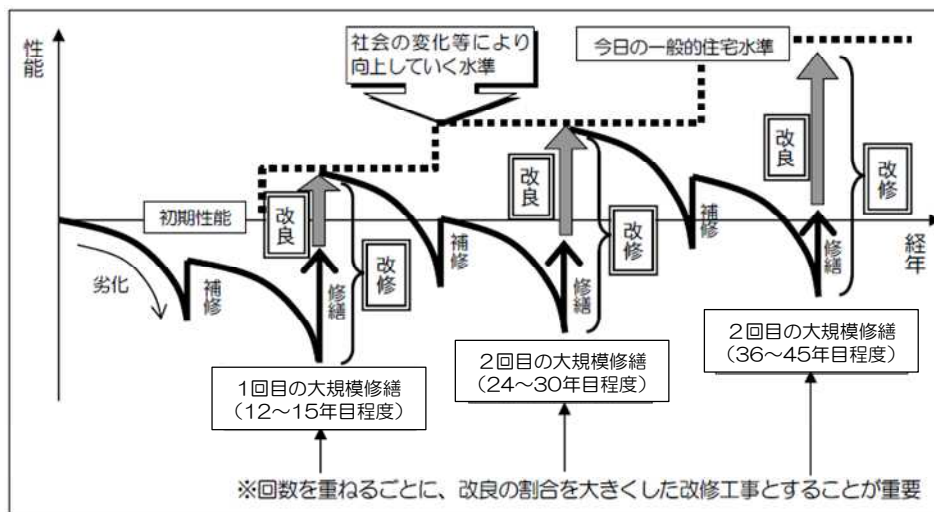 性能
社会の変化等により
向上していく水準
今日の一般的住宅水準
初期性能
劣化
補修
改良
修繕
改修
補修
改良
修繕
改修
補修
改良
修繕
改修
経年
1回目の大規模修繕
(12～15年目程度)
2回目の大規模修繕
(24～30年目程度)
2回目の大規模修繕
(36～45年目程度)
※回数を重ねるごとに、改良の割合を大きくした改修工事とすることが重要